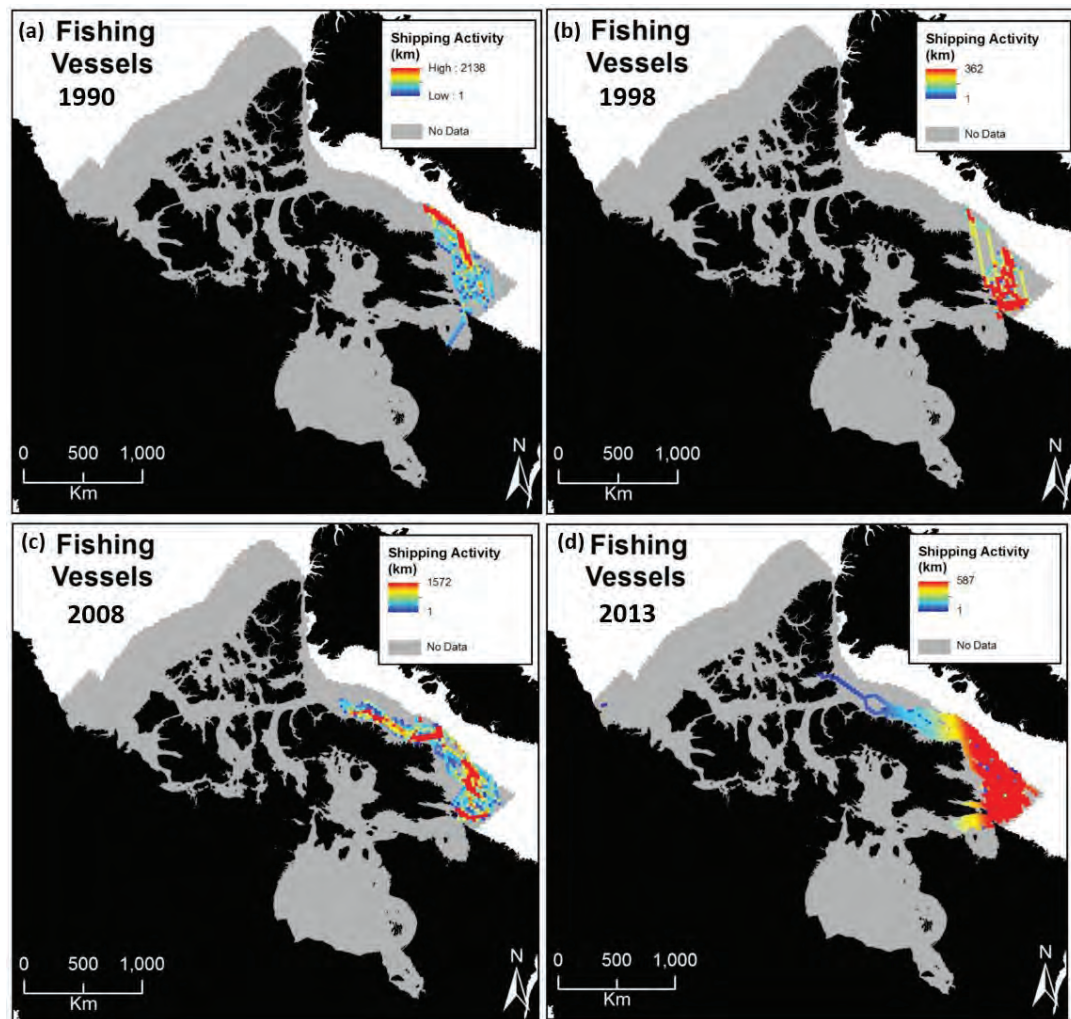 (a) Fishing
Vessels
1990
Shipping Activity
(km)
High : 2138
Low : 1
No Data
0 500 1,000
Km
N
(b) Fishing
Vessels
1998
Shipping Activity
(km)
362
1
No Data
0 500 1,000
Km
N
(c) Fishing
Vessels
2008
Shipping Activity
(km)
1572
1
No Data
0 500 1,000
Km
N
(d) Fishing
Vessels
2013
Shipping Activity
(km)
587
1
No Data
0 500 1,000
Km
N